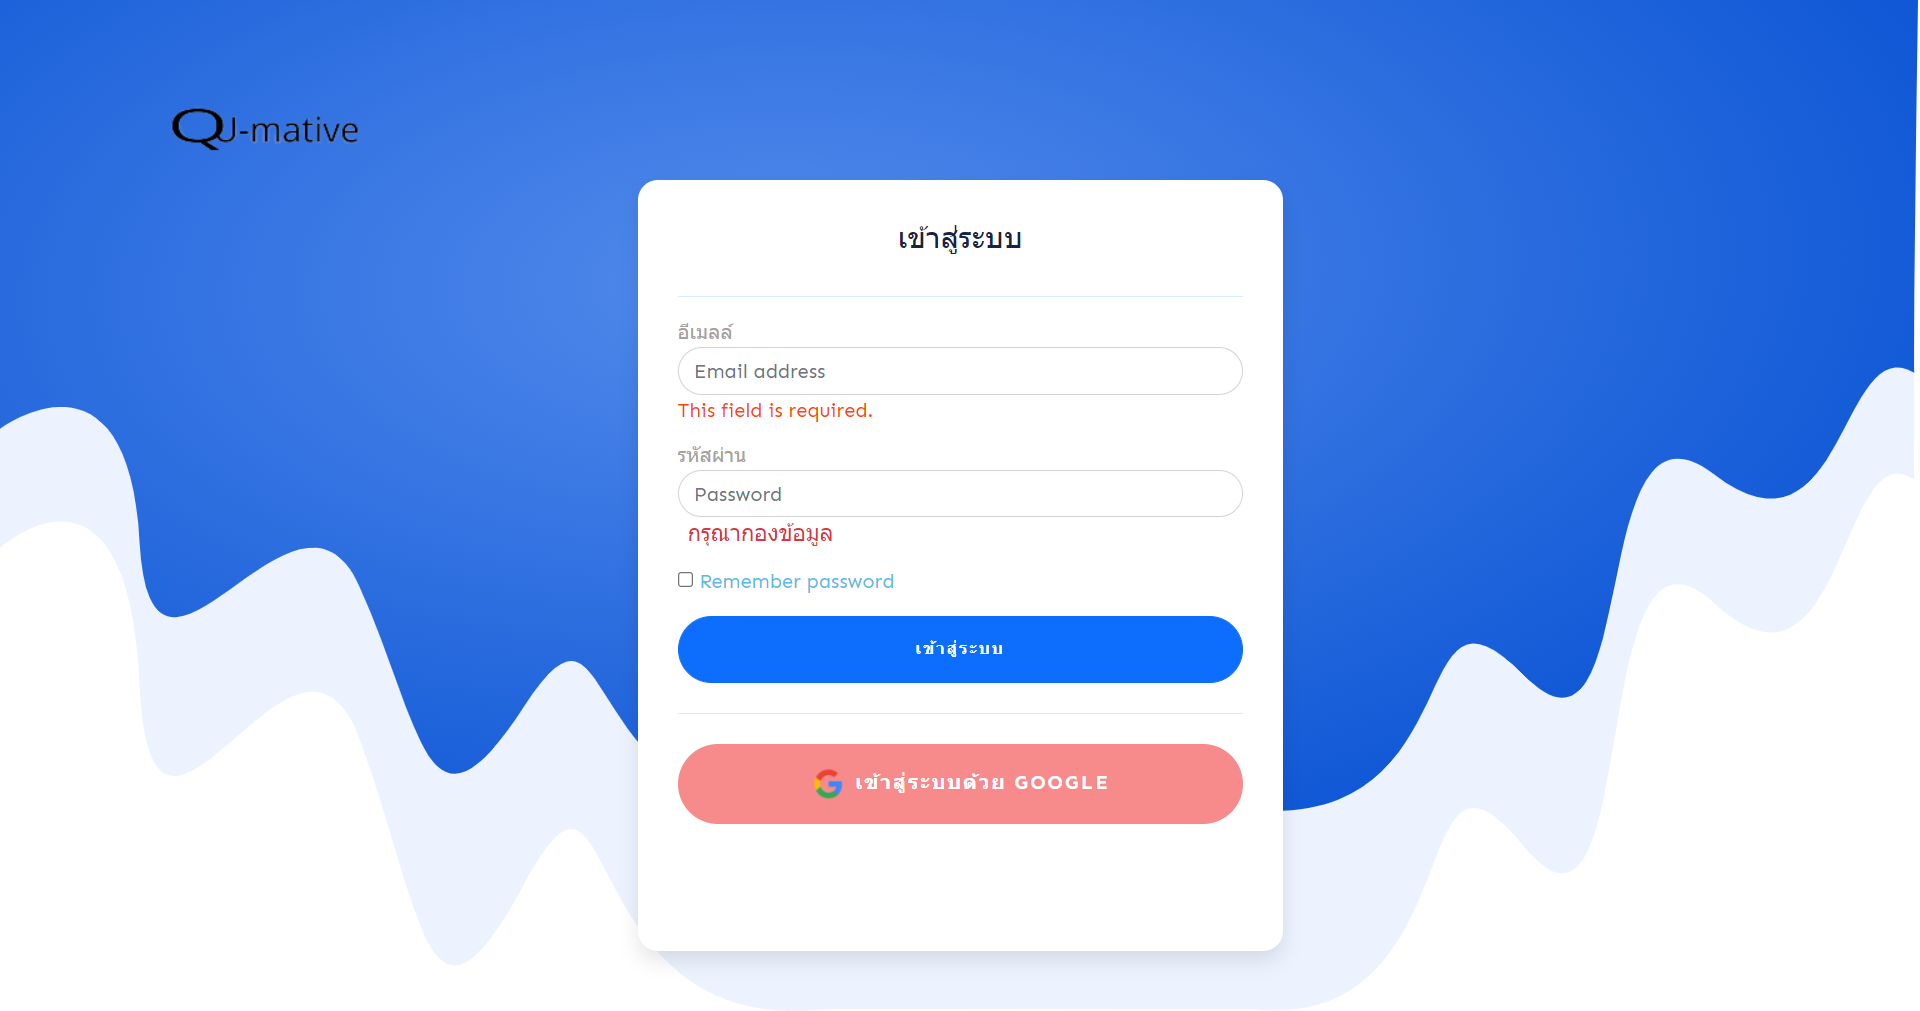 QU-mative
เข้าสู่ระบบ
อีเมลล์
Email address
This field is required.
รหัสผ่าน
Password
กรุณากองข้อมูล
Remember password
เข้าสู่ระบบ
เข้าสู่ระบบด้วย GOOGLE